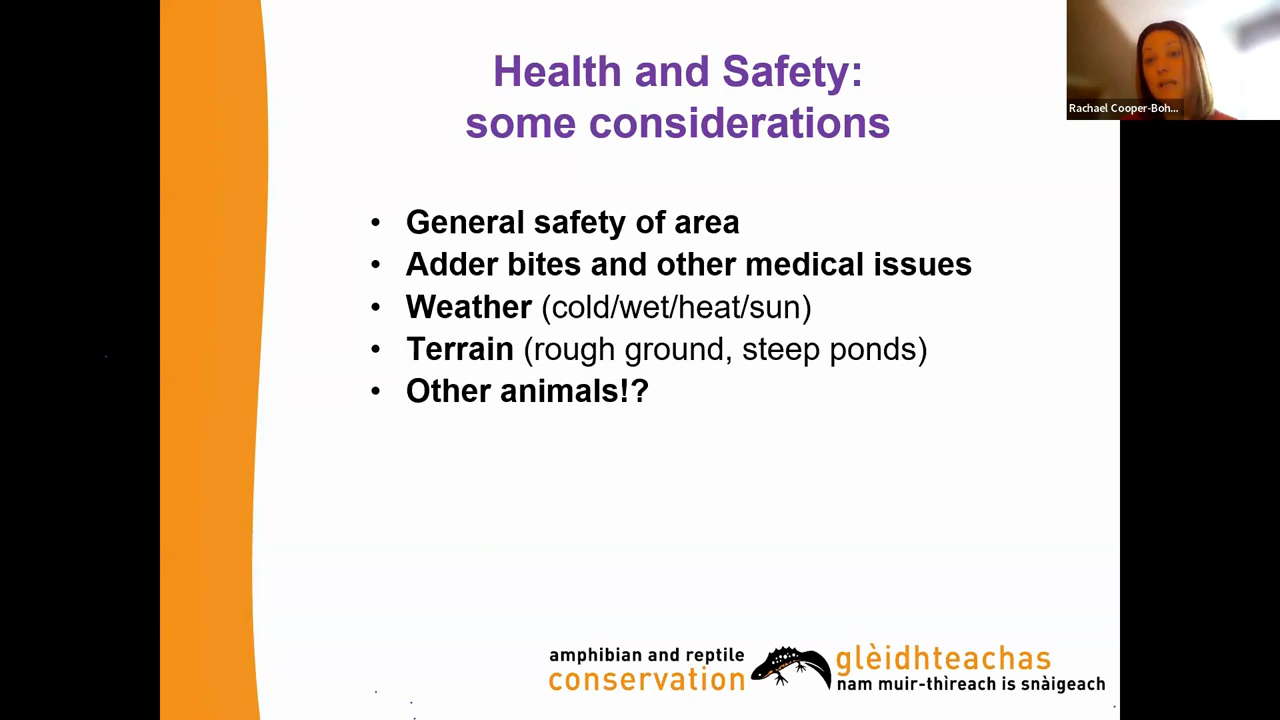 Health and Safety:
some considerations
Rachael Cooper-Boh...
• General safety of area
• Adder bites and other medical issues
• Weather (cold/wet/heat/sun)
• Terrain (rough ground, steep ponds)
• Other animals!?
amphibian and reptile
conservation
glèidhteachas
nam muir-thìreach is snàigeach